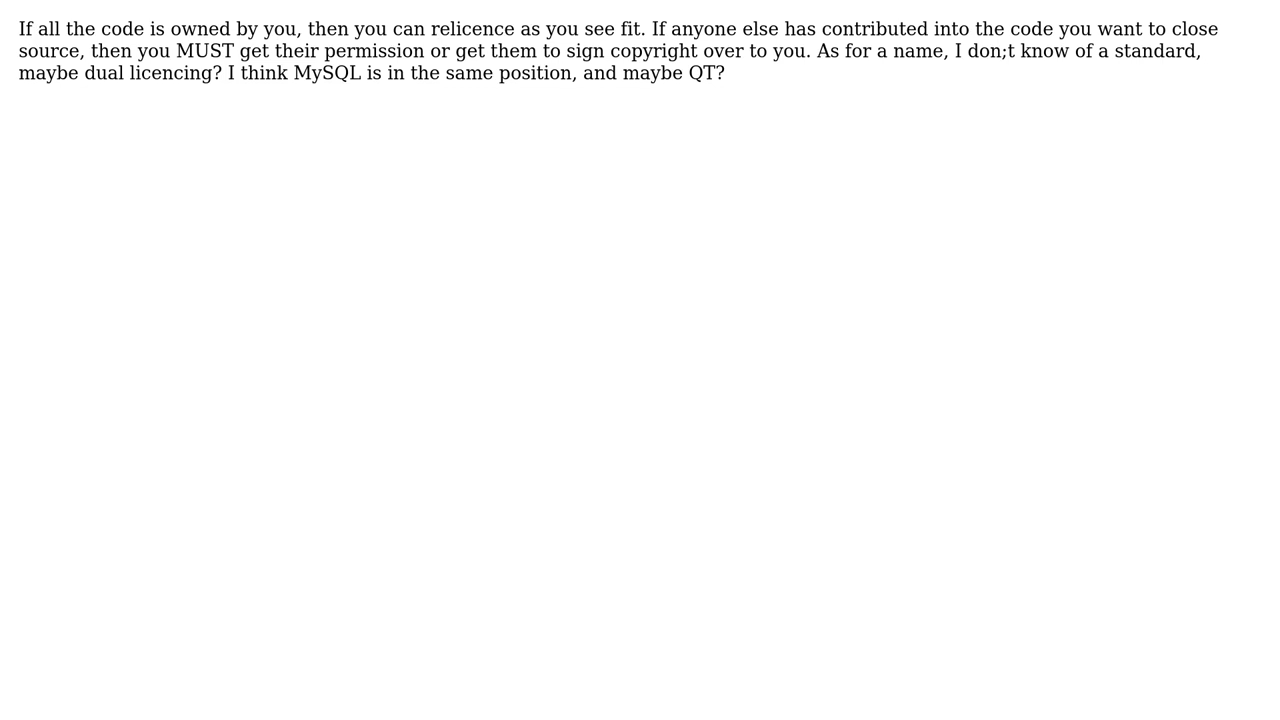 If all the code is owned by you, then you can relicence as you see fit. If anyone else has contributed into the code you want to close
source, then you MUST get their permission or get them to sign copyright over to you. As for a name, I don;t know of a standard,
maybe dual licencing? I think MySQL is in the same position, and maybe QT?